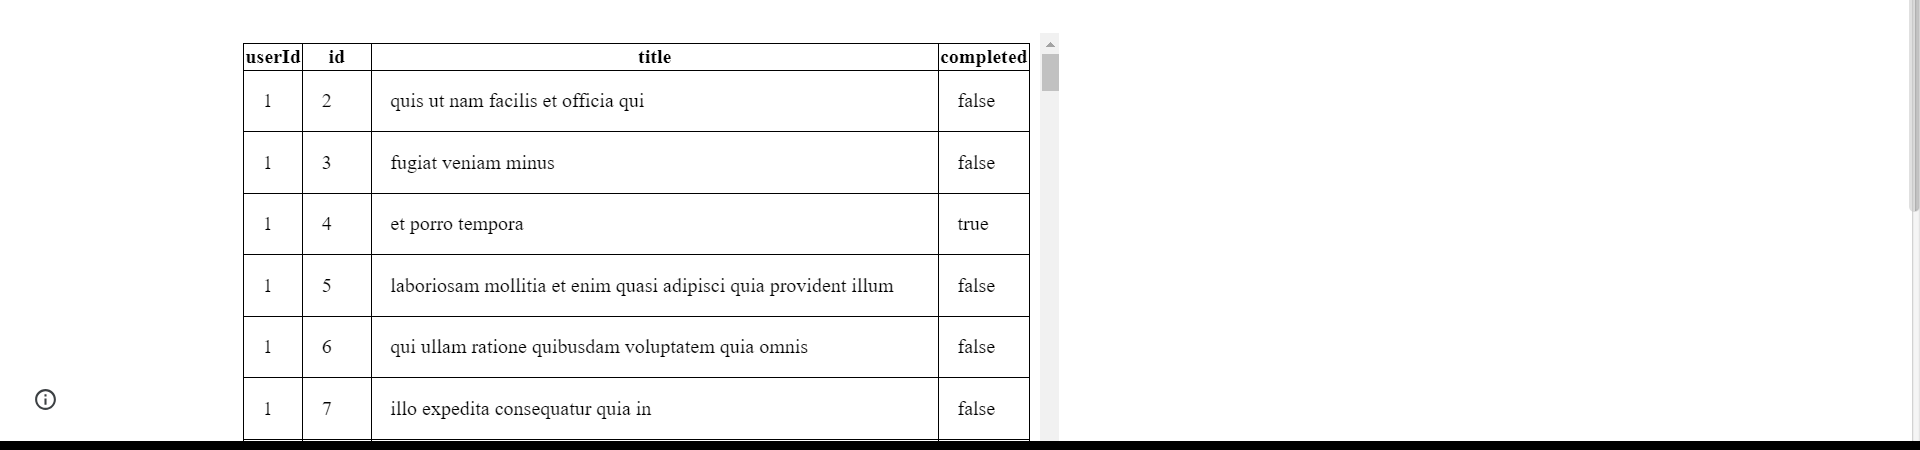 userId id title completed
1 2 quis ut nam facilis et officia qui false
1 3 fugiat veniam minus false
1 4 et porro tempora true
1 5 laboriosam mollitia et enim quasi adipisci quia provident illum false
1 6 qui ullam ratione quibusdam voluptatem quia omnis false
1 7 illo expedita consequatur quia in false